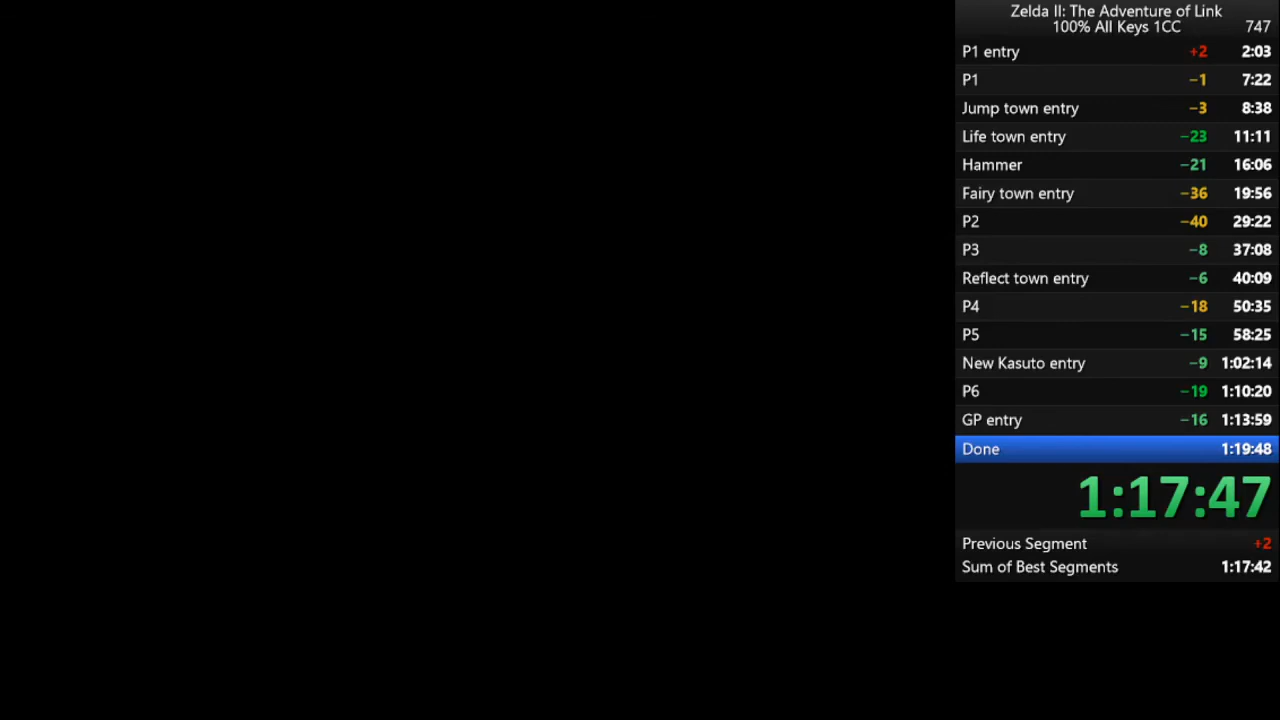 Zelda II: The Adventure of Link
100% All Keys 1CC 747
P1 entry +2 2:03
P1 −1 7:22
Jump town entry −3 8:38
Life town entry −23 11:11
Hammer −21 16:06
Fairy town entry −36 19:56
P2 −40 29:22
P3 −8 37:08
Reflect town entry −6 40:09
P4 −18 50:35
P5 −15 58:25
New Kasuto entry −9 1:02:14
P6 −19 1:10:20
GP entry −16 1:13:59
Done 1:19:48
1:17:47
Previous Segment +2
Sum of Best Segments 1:17:42